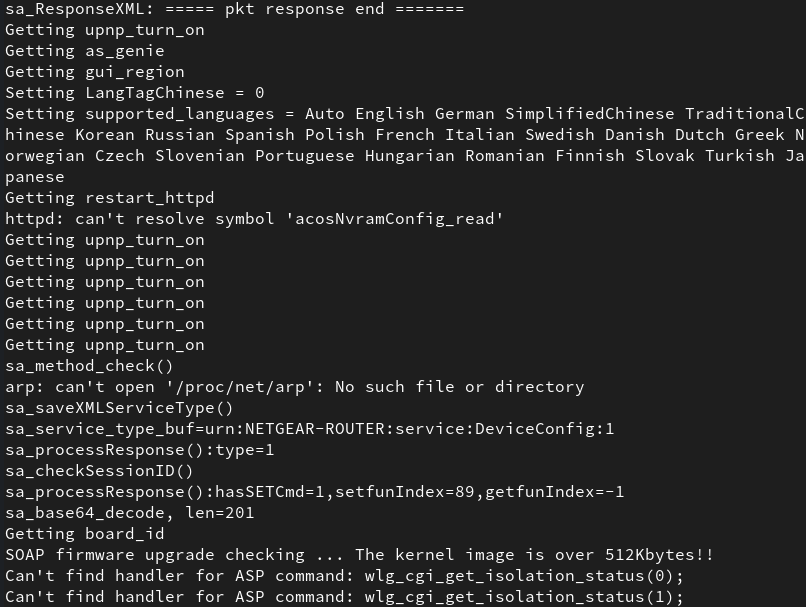 sa_ResponseXML: ===== pkt response end =======
Getting upnp_turn_on
Getting as_genie
Getting gui_region
Setting LangTagChinese = 0
Setting supported_languages = Auto English German SimplifiedChinese TraditionalC
hinese Korean Russian Spanish Polish French Italian Swedish Danish Dutch Greek N
orwegian Czech Slovenian Portuguese Hungarian Romanian Finnish Slovak Turkish Ja
panese
Getting restart_httpd
httpd: can't resolve symbol 'acosNvramConfig_read'
Getting upnp_turn_on
Getting upnp_turn_on
Getting upnp_turn_on
Getting upnp_turn_on
Getting upnp_turn_on
Getting upnp_turn_on
sa_method_check()
arp: can't open '/proc/net/arp': No such file or directory
sa_saveXMLServiceType()
sa_service_type_buf=urn:NETGEAR-ROUTER:service:DeviceConfig:1
sa_processResponse():type=1
sa_checkSessionID()
sa_processResponse():hasSETCmd=1,setfunIndex=89,getfunIndex=-1
sa_base64_decode, len=201
Getting board_id
SOAP firmware upgrade checking ... The kernel image is over 512Kbytes!!
Can't find handler for ASP command: wlg_cgi_get_isolation_status(0);
Can't find handler for ASP command: wlg_cgi_get_isolation_status(1);